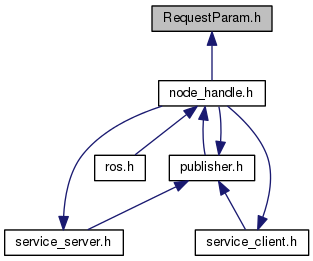 RequestParam.h
node_handle.h
ros.h
publisher.h
service_server.h
service_client.h